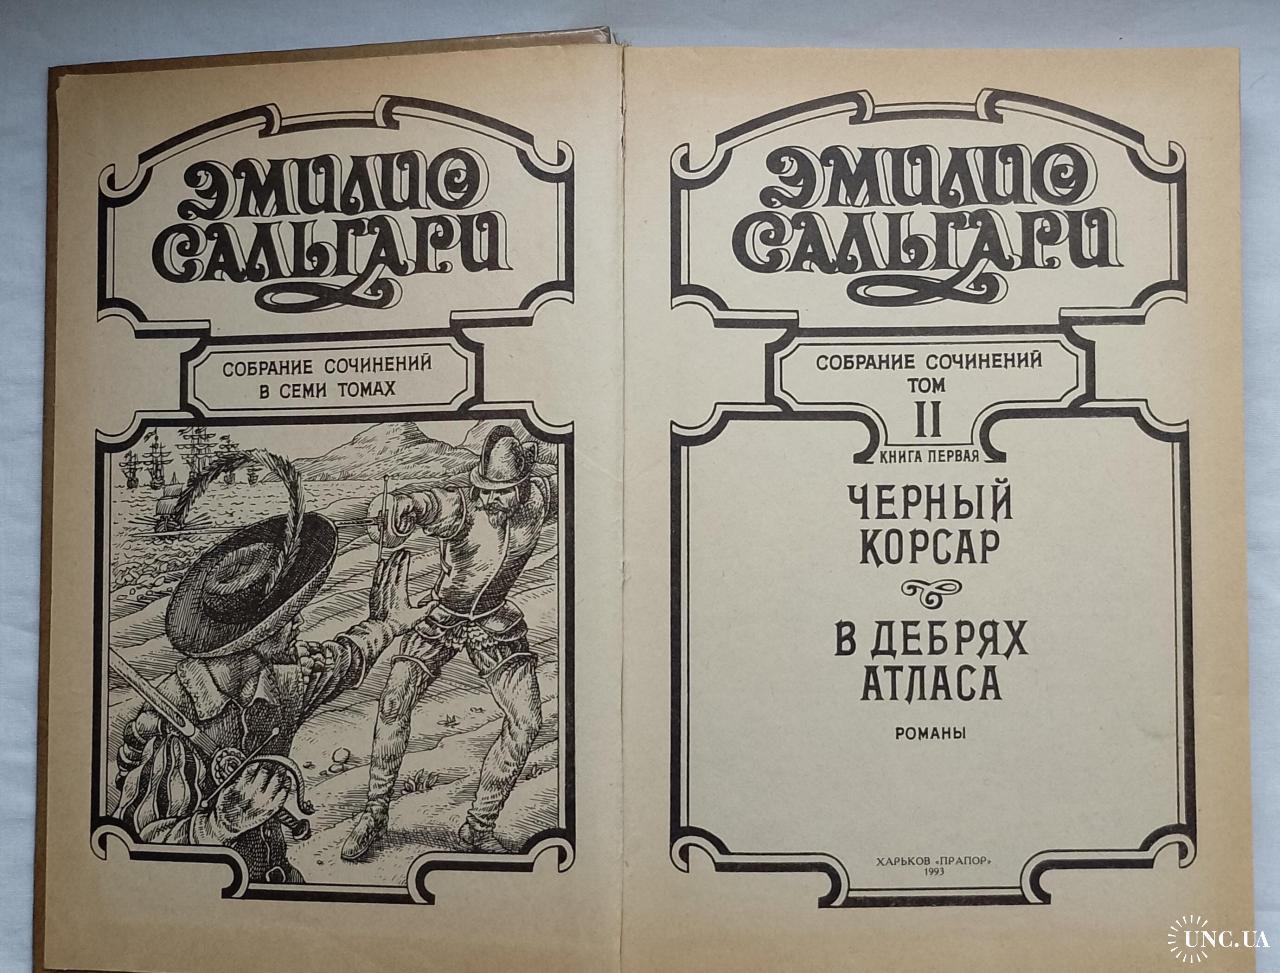 ЭМИЛИО
САЛЬГАРИ
СОБРАНИЕ СОЧИНЕНИЙ
В СЕМИ ТОМАХ
ЭМИЛИО
САЛЬГАРИ
СОБРАНИЕ СОЧИНЕНИЙ
ТОМ
II
КНИГА ПЕРВАЯ
ЧЕРНЫЙ
КОРСАР
В ДЕБРЯХ
АТЛАСА
РОМАНЫ
ХАРЬКОВ «ПРАПОР»
1993
UNC.UA